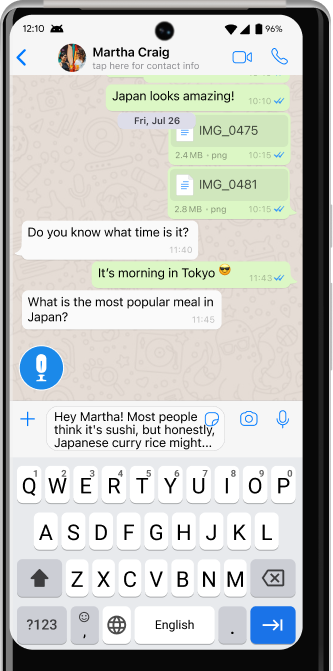 12:10
96%
Martha Craig
tap here for contact info
Japan looks amazing!
10:10
Fri, Jul 26
IMG_0475
2.4 MB • png
10:15
IMG_0481
2.8 MB • png
10:15
Do you know what time is it?
11:40
It's morning in Tokyo 😎
11:43
What is the most popular meal in
Japan?
11:45
Hey Martha! Most people
think it's sushi, but honestly,
Japanese curry rice might...
1 2 3 4 5 6 7 8 9 0
Q W E R T Y U I O P
A S D F G H J K L
Z X C V B N M
?123 , English .